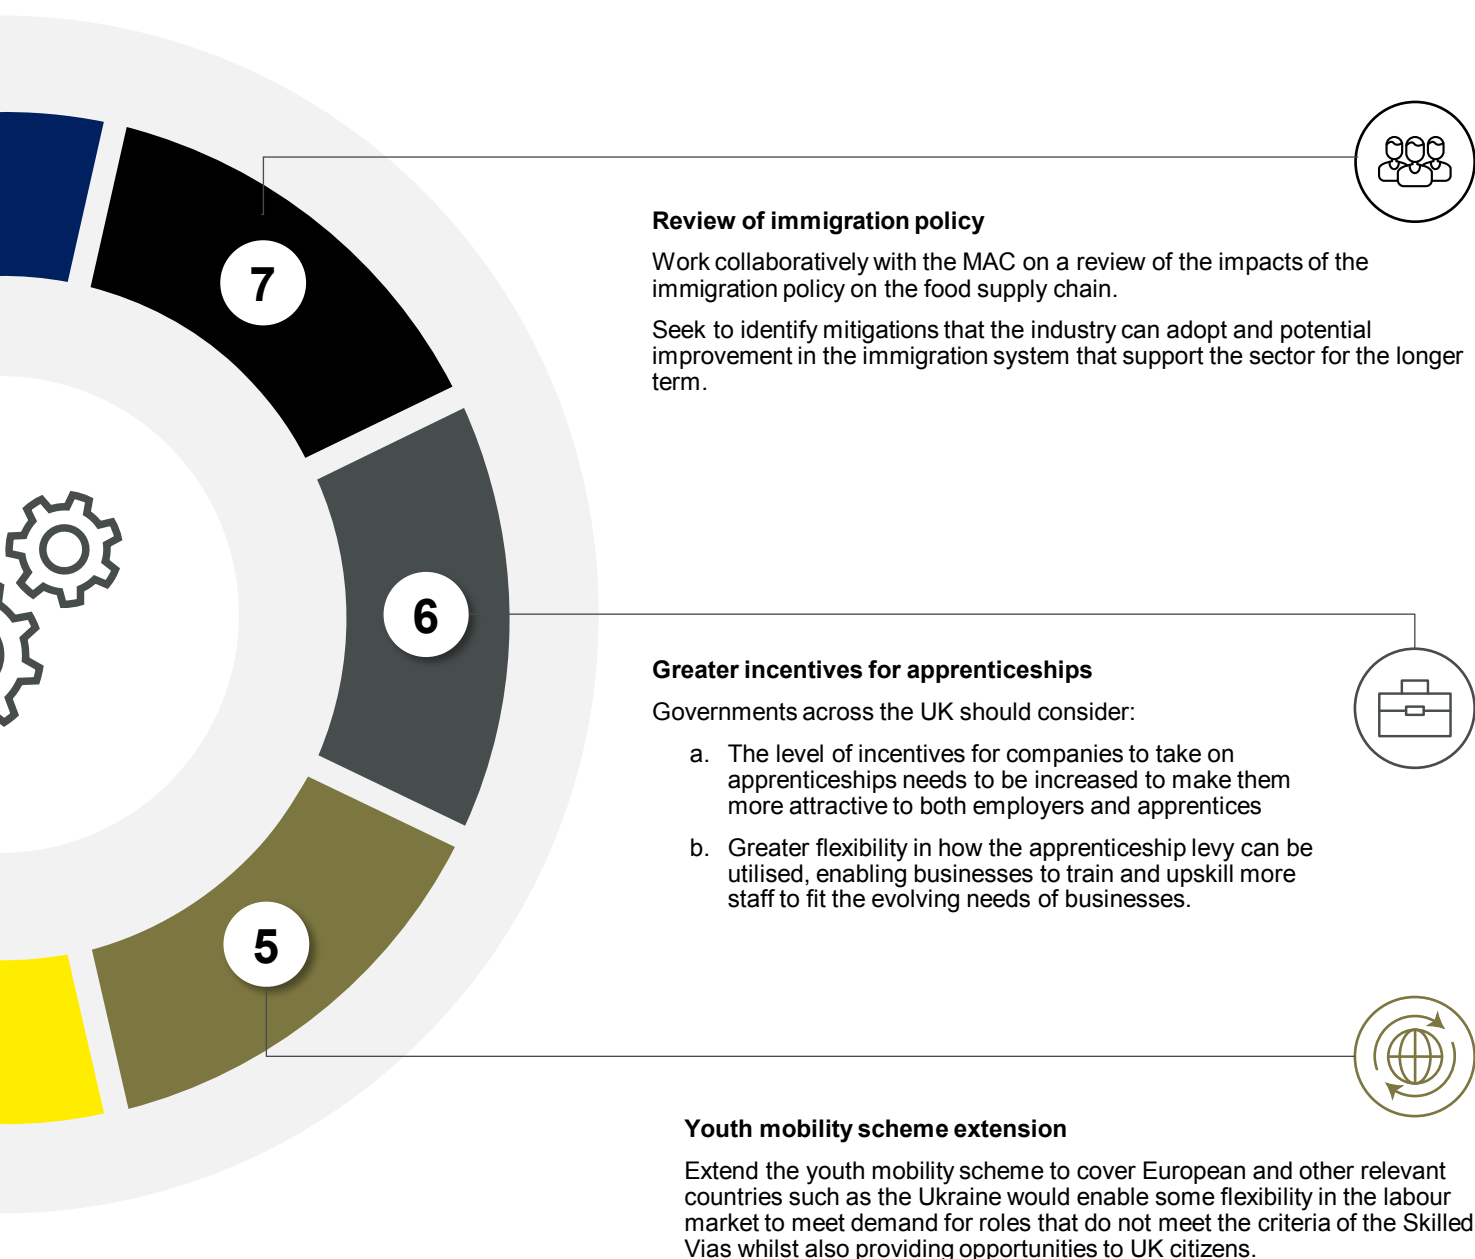 7
Review of immigration policy
Work collaboratively with the MAC on a review of the impacts of the
immigration policy on the food supply chain.
Seek to identify mitigations that the industry can adopt and potential
improvement in the immigration system that support the sector for the longer
term.
6
Greater incentives for apprenticeships
Governments across the UK should consider:
a. The level of incentives for companies to take on
apprenticeships needs to be increased to make them
more attractive to both employers and apprentices
b. Greater flexibility in how the apprenticeship levy can be
utilised, enabling businesses to train and upskill more
staff to fit the evolving needs of businesses.
5
Youth mobility scheme extension
Extend the youth mobility scheme to cover European and other relevant
countries such as the Ukraine would enable some flexibility in the labour
market to meet demand for roles that do not meet the criteria of the Skilled
Vias whilst also providing opportunities to UK citizens.